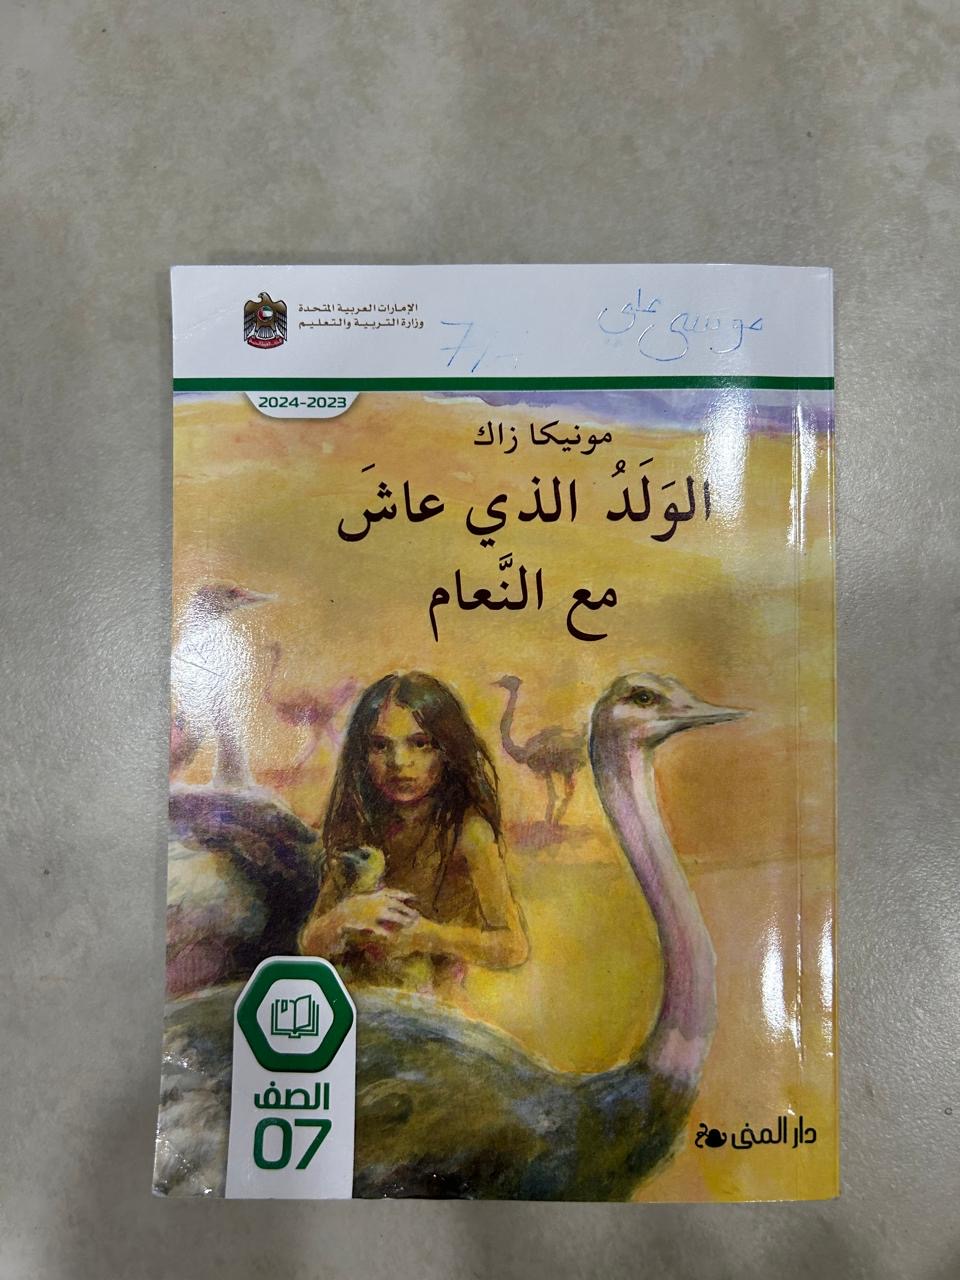 الإمارات العربية المتحدة
وزارة التربية والتعليم
موسى علي
7/
2024-2023
مونيكا زاك
الوَلَدُ الذي عاشَ
مع النَّعام
الصف
07
دار المنى